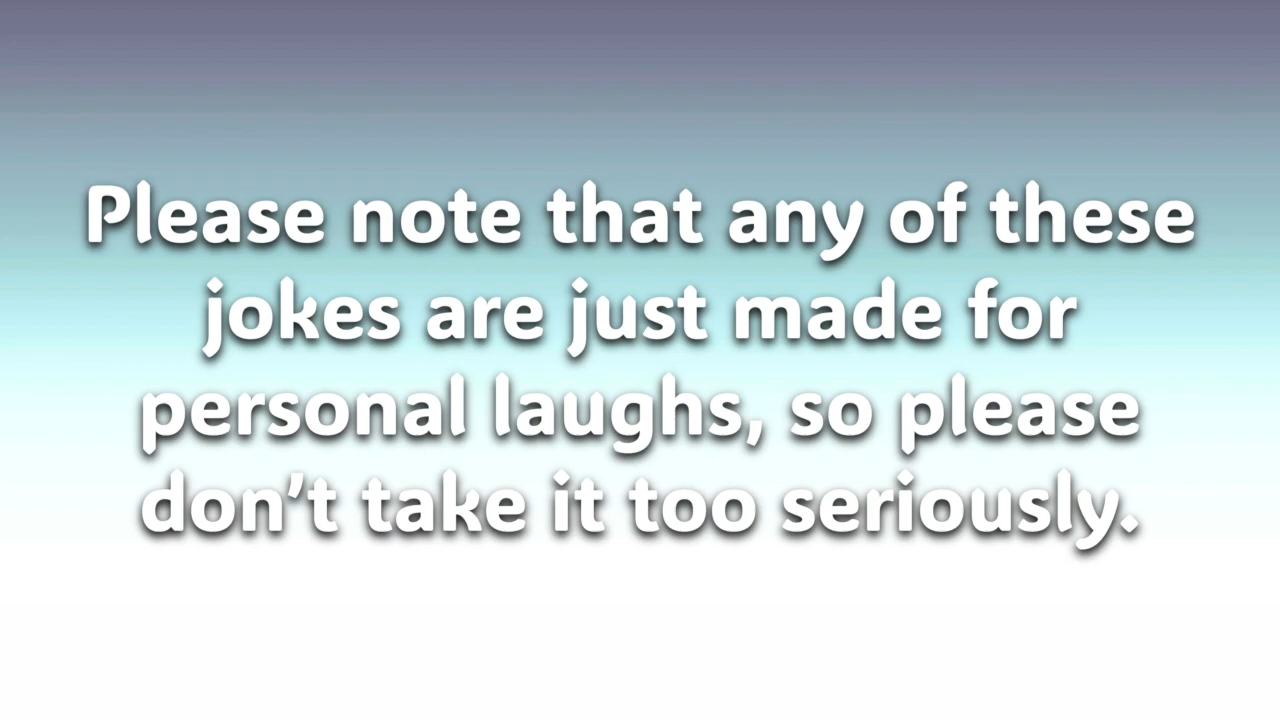 Please note that any of these
jokes are just made for
personal laughs, so please
don’t take it too seriously.